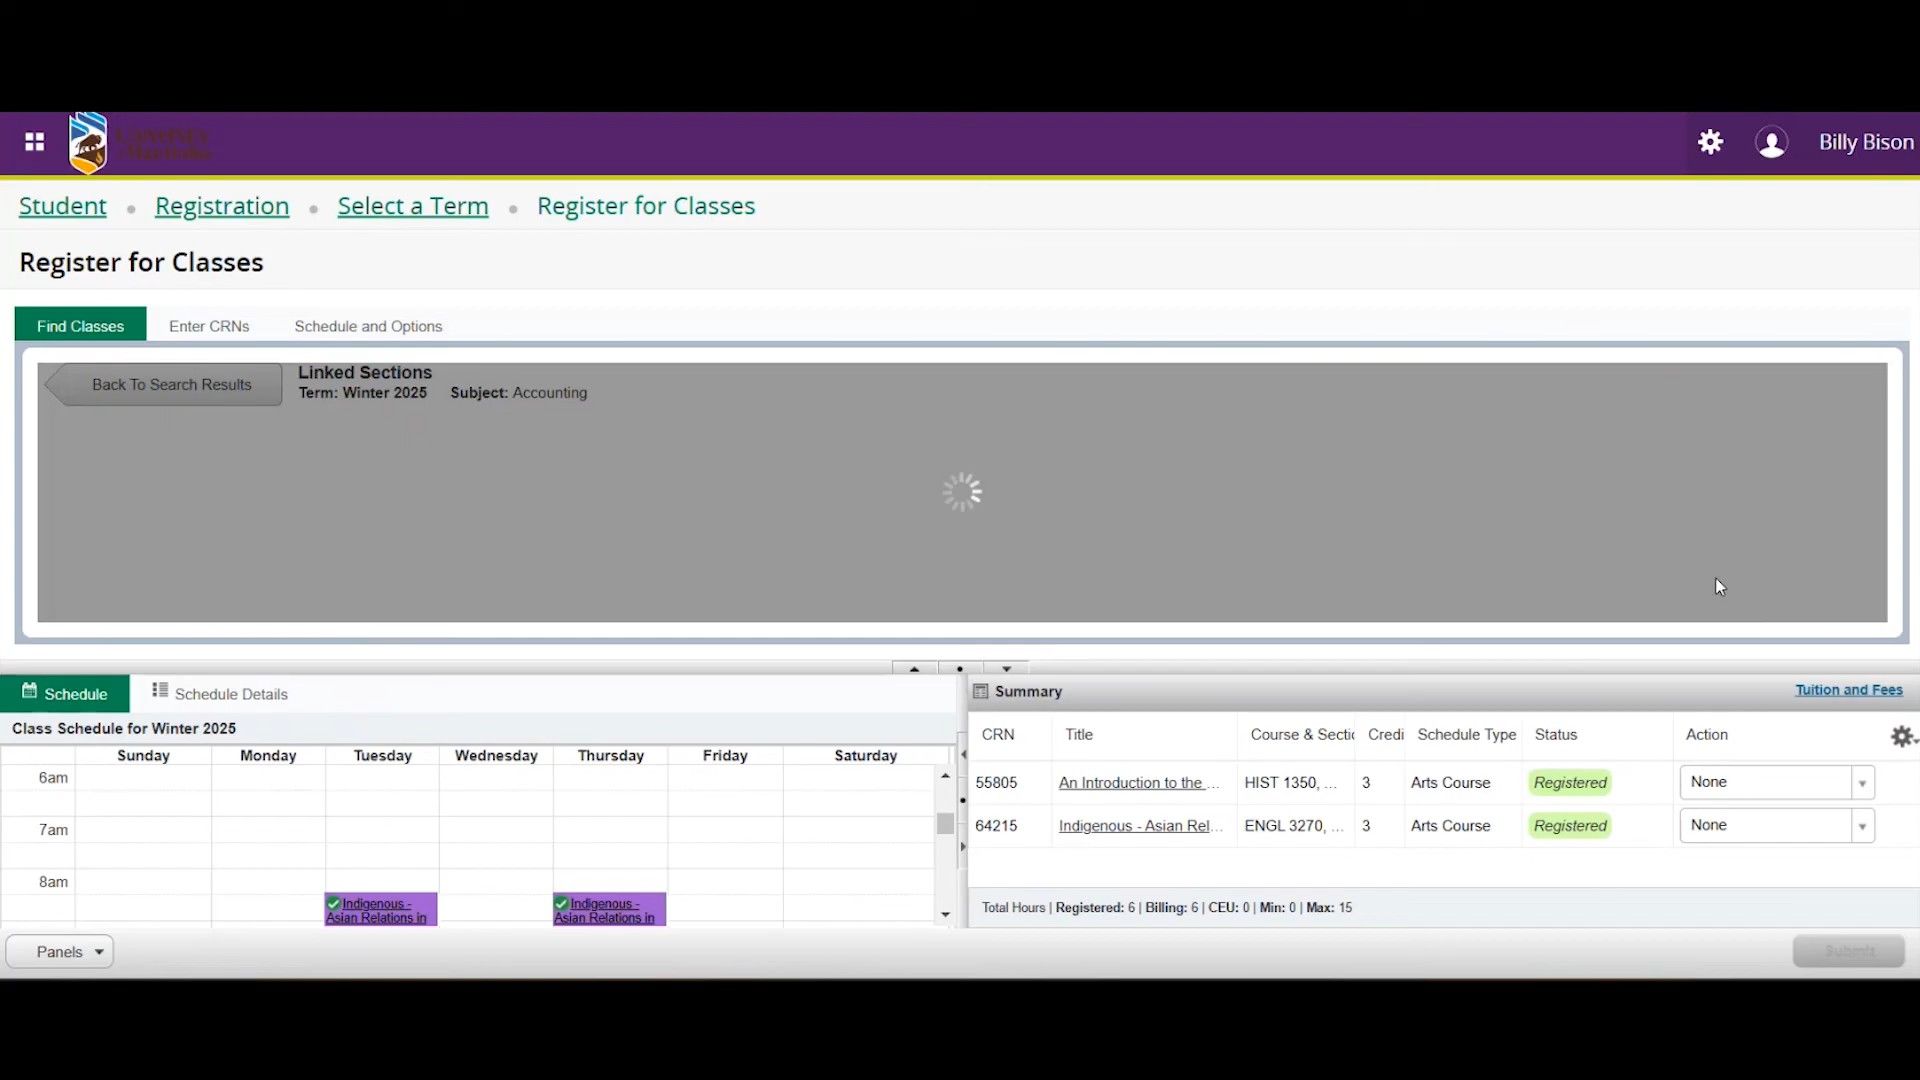 Billy Bison
Student • Registration • Select a Term • Register for Classes
Register for Classes
Find Classes Enter CRNs Schedule and Options
Back To Search Results
Linked Sections
Term: Winter 2025 Subject: Accounting
Schedule Schedule Details
Class Schedule for Winter 2025
Sunday Monday Tuesday Wednesday Thursday Friday Saturday
6am
7am
8am
Indigenous -
Asian Relations in
Indigenous -
Asian Relations in
Summary Tuition and Fees
CRN Title Course & Sectic Credi Schedule Type Status Action
55805 An Introduction to the ... HIST 1350, ... 3 Arts Course Registered None
64215 Indigenous - Asian Rel... ENGL 3270, ... 3 Arts Course Registered None
Total Hours | Registered: 6 | Billing: 6 | CEU: 0 | Min: 0 | Max: 15
Panels
Submit